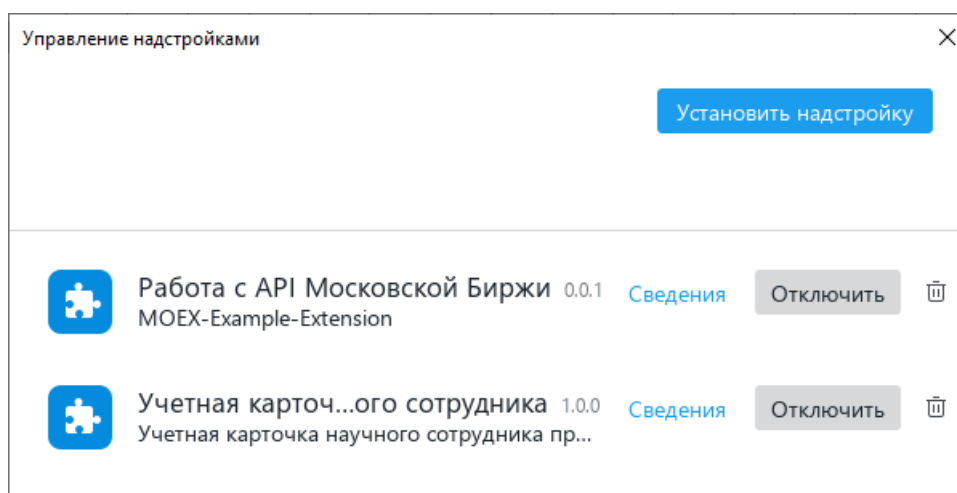 Управление надстройками
Установить надстройку
Работа с API Московской Биржи 0.0.1 Сведения Отключить
MOEX-Example-Extension
Учетная карточ...ого сотрудника 1.0.0 Сведения Отключить
Учетная карточка научного сотрудника пр...